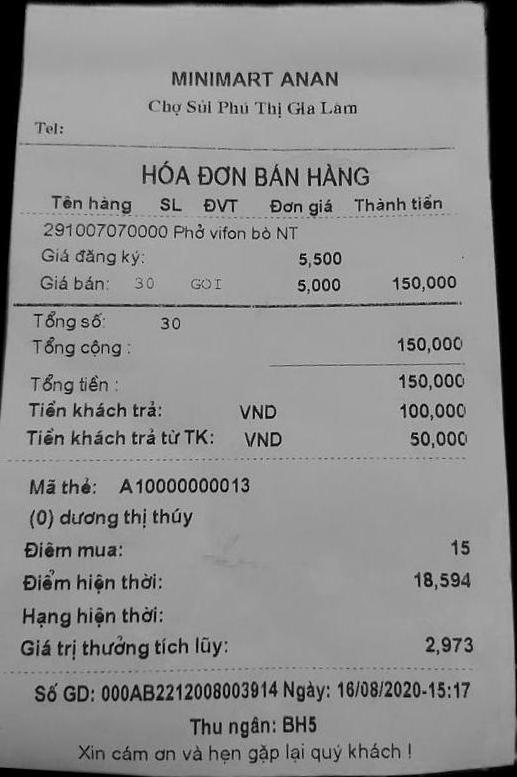 MINIMART ANAN
Chợ Sủi Phú Thị Gia Lâm
Tel:
HÓA ĐƠN BÁN HÀNG
Tên hàng SL ĐVT Đơn giá Thành tiền
291007070000 Phở vifon bò NT
Giá đăng ký: 5,500
Giá bán: 30 GOI 5,000 150,000
Tổng số: 30
Tổng cộng : 150,000
Tổng tiền : 150,000
Tiền khách trả: VND 100,000
Tiền khách trả từ TK: VND 50,000
Mã thẻ: A10000000013
(0) dương thị thúy
Điểm mua: 15
Điểm hiện thời: 18,594
Hạng hiện thời:
Giá trị thưởng tích lũy: 2,973
Số GD: 000AB2212008003914 Ngày: 16/08/2020-15:17
Thu ngân: BH5
Xin cám ơn và hẹn gặp lại quý khách !